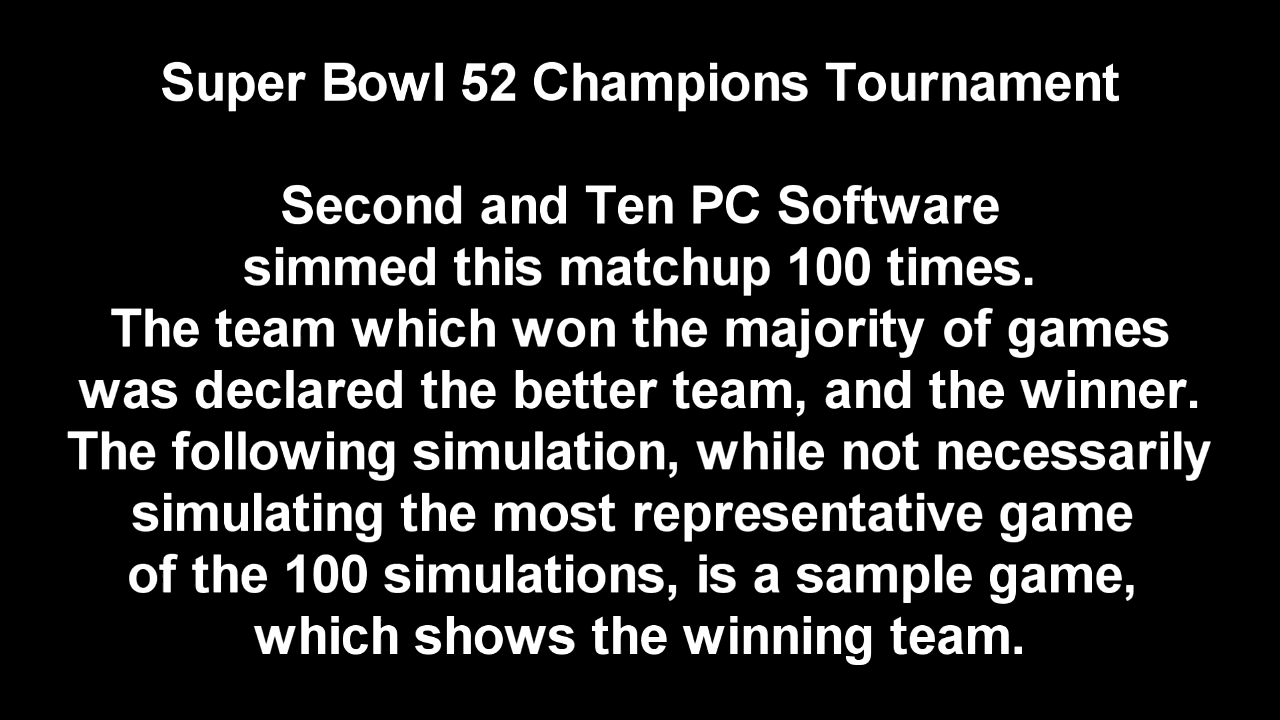 Super Bowl 52 Champions Tournament
Second and Ten PC Software
simmed this matchup 100 times.
The team which won the majority of games
was declared the better team, and the winner.
The following simulation, while not necessarily
simulating the most representative game
of the 100 simulations, is a sample game,
which shows the winning team.